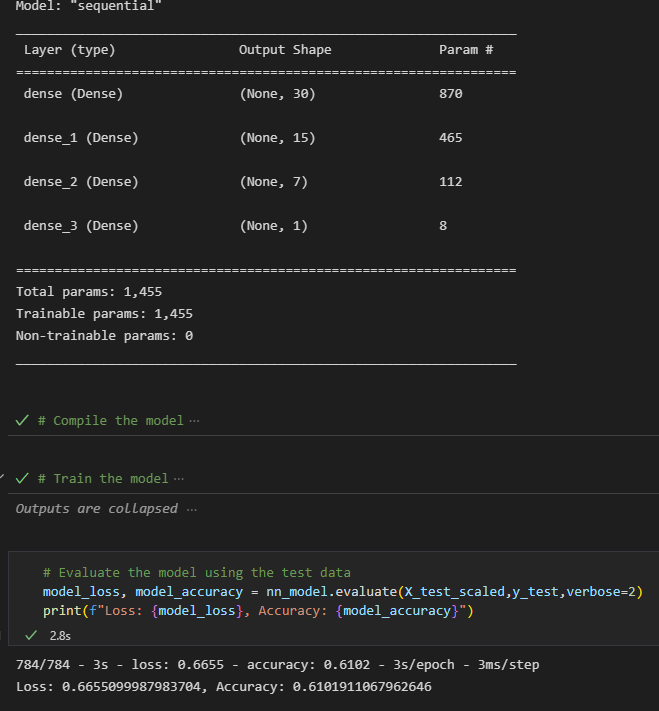 Model: "sequential"
Layer (type) Output Shape Param #
=================================================================
dense (Dense) (None, 30) 870
dense_1 (Dense) (None, 15) 465
dense_2 (Dense) (None, 7) 112
dense_3 (Dense) (None, 1) 8
=================================================================
Total params: 1,455
Trainable params: 1,455
Non-trainable params: 0
# Compile the model ···
# Train the model ···
Outputs are collapsed ···
# Evaluate the model using the test data
model_loss, model_accuracy = nn_model.evaluate(X_test_scaled,y_test,verbose=2)
print(f"Loss: {model_loss}, Accuracy: {model_accuracy}")
2.8s
784/784 - 3s - loss: 0.6655 - accuracy: 0.6102 - 3s/epoch - 3ms/step
Loss: 0.6655099987983704, Accuracy: 0.6101911067962646